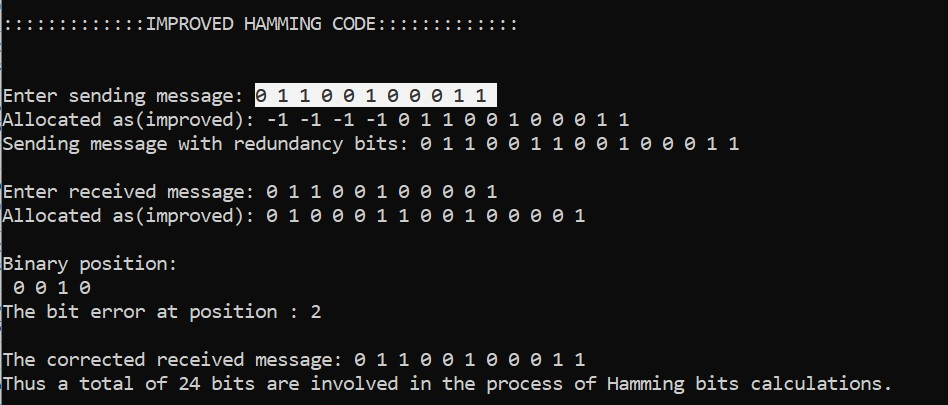 :::::::::::::IMPROVED HAMMING CODE:::::::::::::
Enter sending message: 0 1 1 0 0 1 0 0 0 1 1
Allocated as(improved): -1 -1 -1 -1 0 1 1 0 0 1 0 0 0 1 1
Sending message with redundancy bits: 0 1 1 0 0 1 1 0 0 1 0 0 0 1 1
Enter received message: 0 1 1 0 0 1 0 0 0 0 1
Allocated as(improved): 0 1 0 0 0 1 1 0 0 1 0 0 0 0 1
Binary position:
0 0 1 0
The bit error at position : 2
The corrected received message: 0 1 1 0 0 1 0 0 0 1 1
Thus a total of 24 bits are involved in the process of Hamming bits calculations.